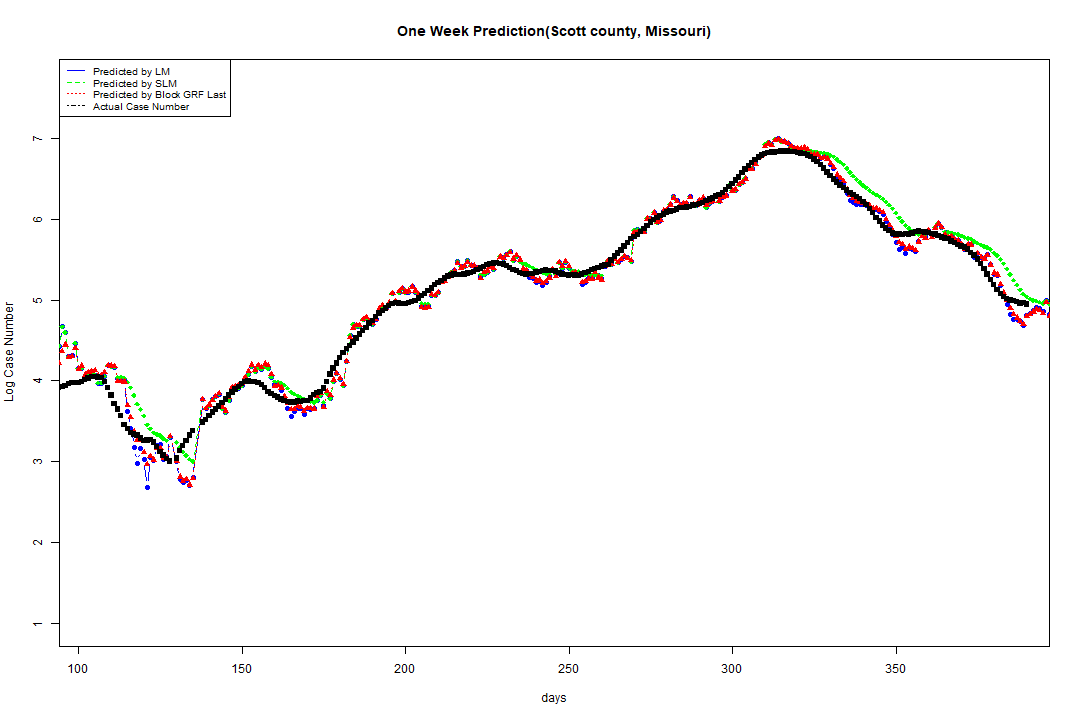 One Week Prediction(Scott county, Missouri)
Predicted by LM
Predicted by SLM
Predicted by Block GRF Last
Actual Case Number
Log Case Number
7
6
5
4
3
2
1
100 150 200 250 300 350
days